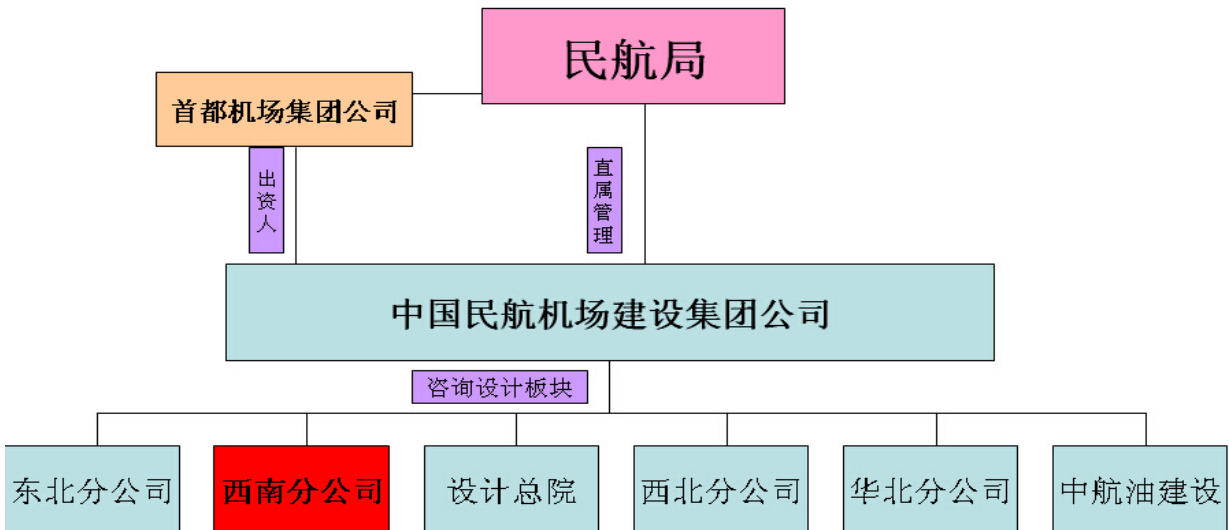 民航局
首都机场集团公司
出资人
直属管理
中国民航机场建设集团公司
咨询设计板块
东北分公司
西南分公司
设计总院
西北分公司
华北分公司
中航油建设